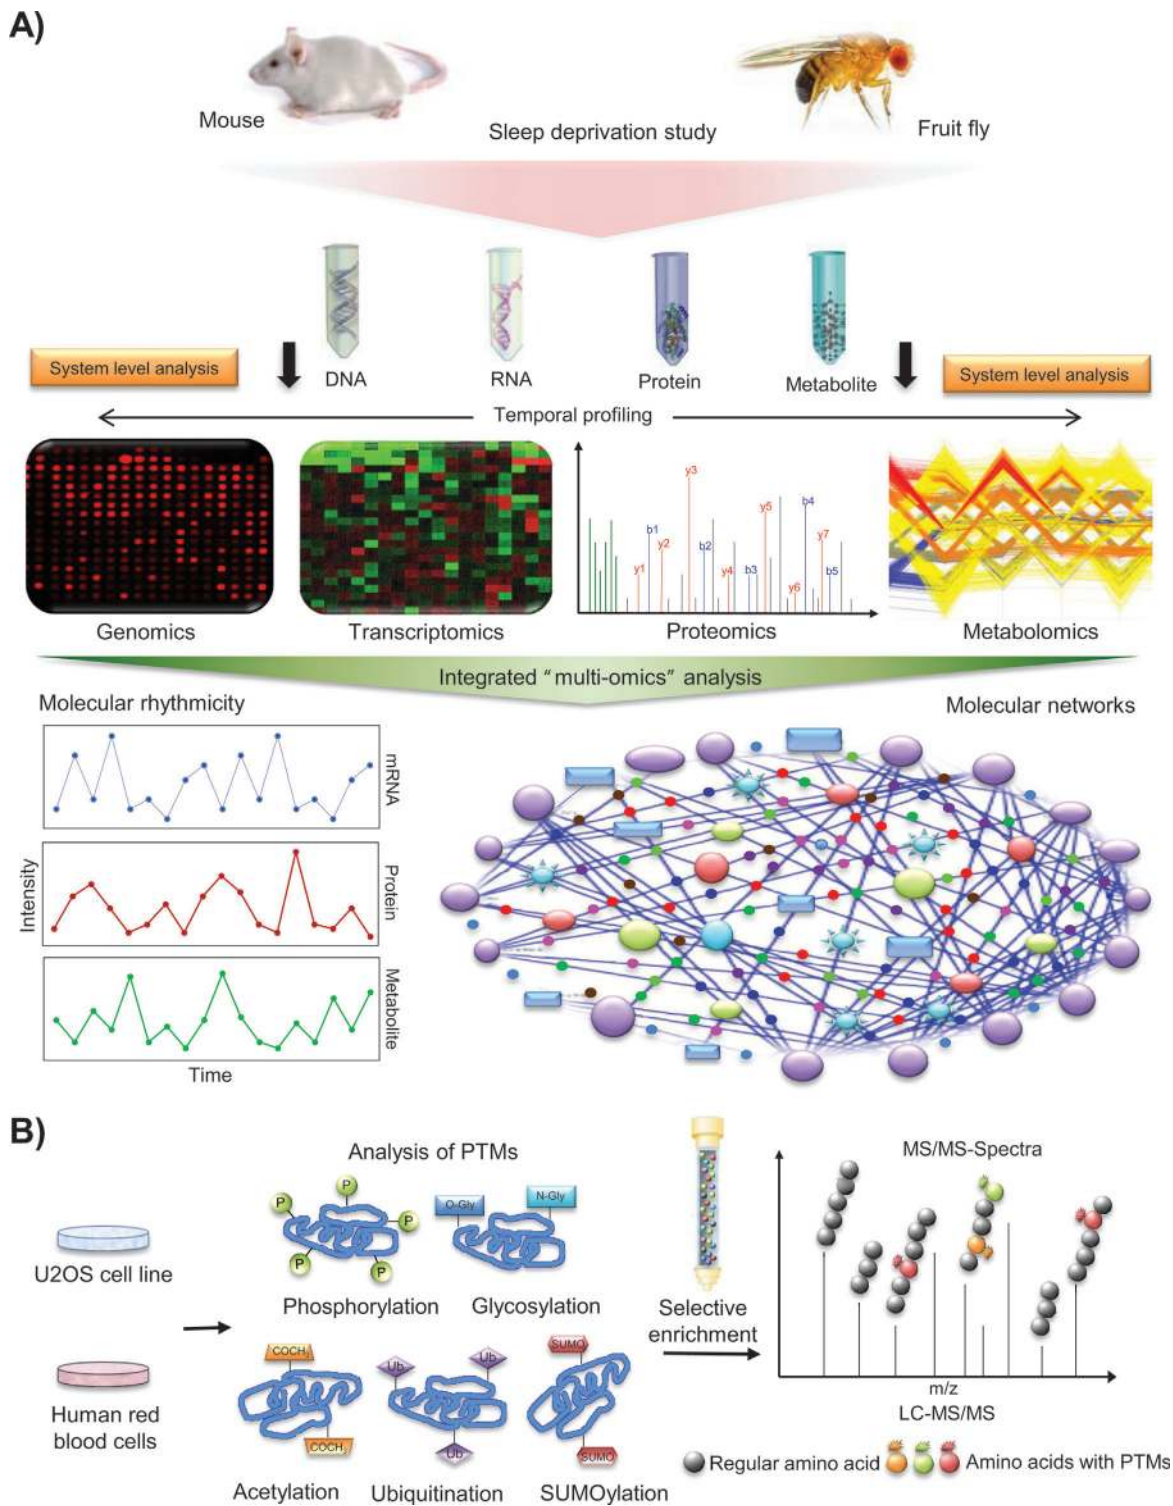 A)
Mouse
Sleep deprivation study
Fruit fly
System level analysis
DNA
RNA
Protein
Metabolite
System level analysis
Temporal profiling
y3
y5
b4
b1
y2
b2
y7
y1
y4
b3
b5
y6
Genomics
Transcriptomics
Proteomics
Metabolomics
Integrated "multi-omics" analysis
Molecular rhythmicity
Molecular networks
mRNA
Protein
Metabolite
Intensity
Time
B)
Analysis of PTMs
MS/MS-Spectra
P
P
P
P
P
O-Gly
N-Gly
U2OS cell line
Phosphorylation
Glycosylation
Selective
enrichment
COCH3
COCH3
Ub
Ub
Ub
SUMO
SUMO
Human red
blood cells
Acetylation
Ubiquitination
SUMOylation
m/z
LC-MS/MS
Regular amino acid
Amino acids with PTMs